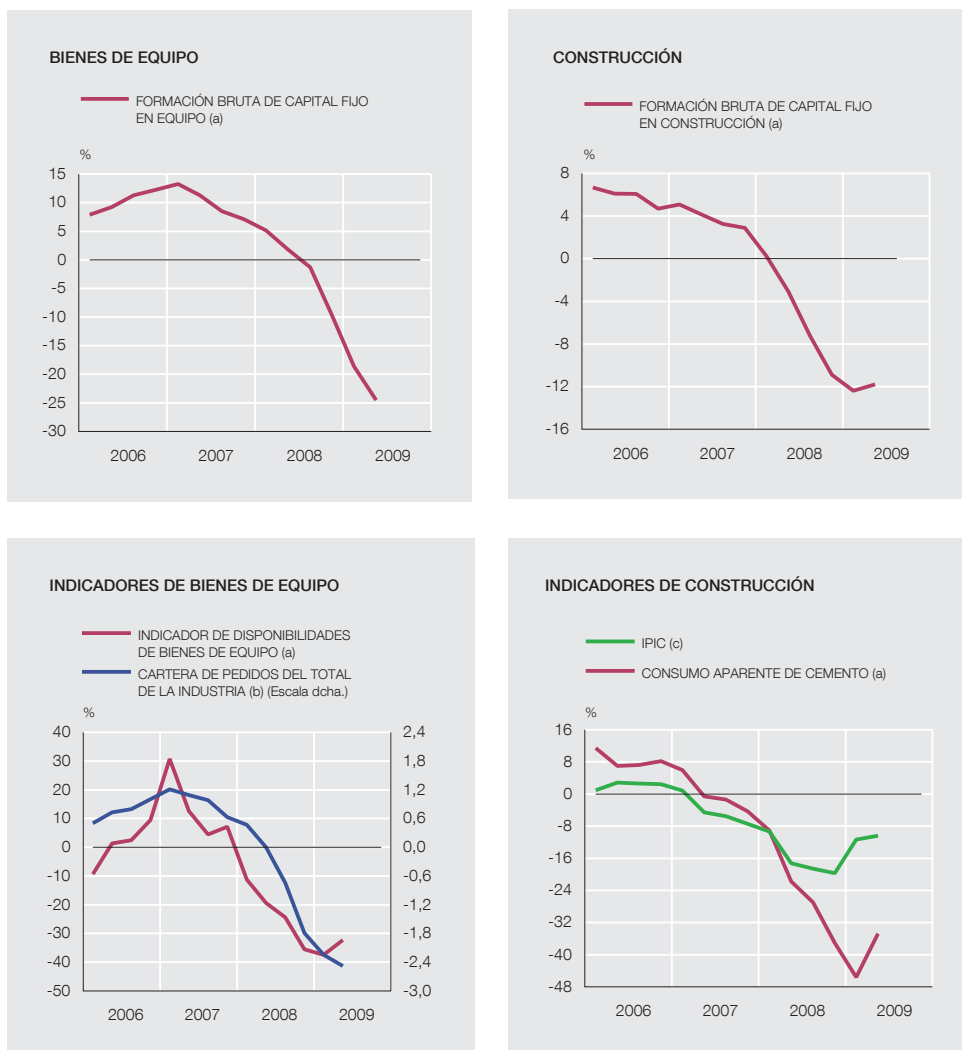 BIENES DE EQUIPO
FORMACIÓN BRUTA DE CAPITAL FIJO
EN EQUIPO (a)
%
15
10
5
0
-5
-10
-15
-20
-25
-30
2006 2007 2008 2009
CONSTRUCCIÓN
FORMACIÓN BRUTA DE CAPITAL FIJO
EN CONSTRUCCIÓN (a)
%
8
4
0
-4
-8
-12
-16
2006 2007 2008 2009
INDICADORES DE BIENES DE EQUIPO
INDICADOR DE DISPONIBILIDADES
DE BIENES DE EQUIPO (a)
CARTERA DE PEDIDOS DEL TOTAL
DE LA INDUSTRIA (b) (Escala dcha.)
%
40 2,4
30 1,8
20 1,2
10 0,6
0 0,0
-10 -0,6
-20 -1,2
-30 -1,8
-40 -2,4
-50 -3,0
2006 2007 2008 2009
INDICADORES DE CONSTRUCCIÓN
IPIC (c)
CONSUMO APARENTE DE CEMENTO (a)
%
16
8
0
-8
-16
-24
-32
-40
-48
2006 2007 2008 2009